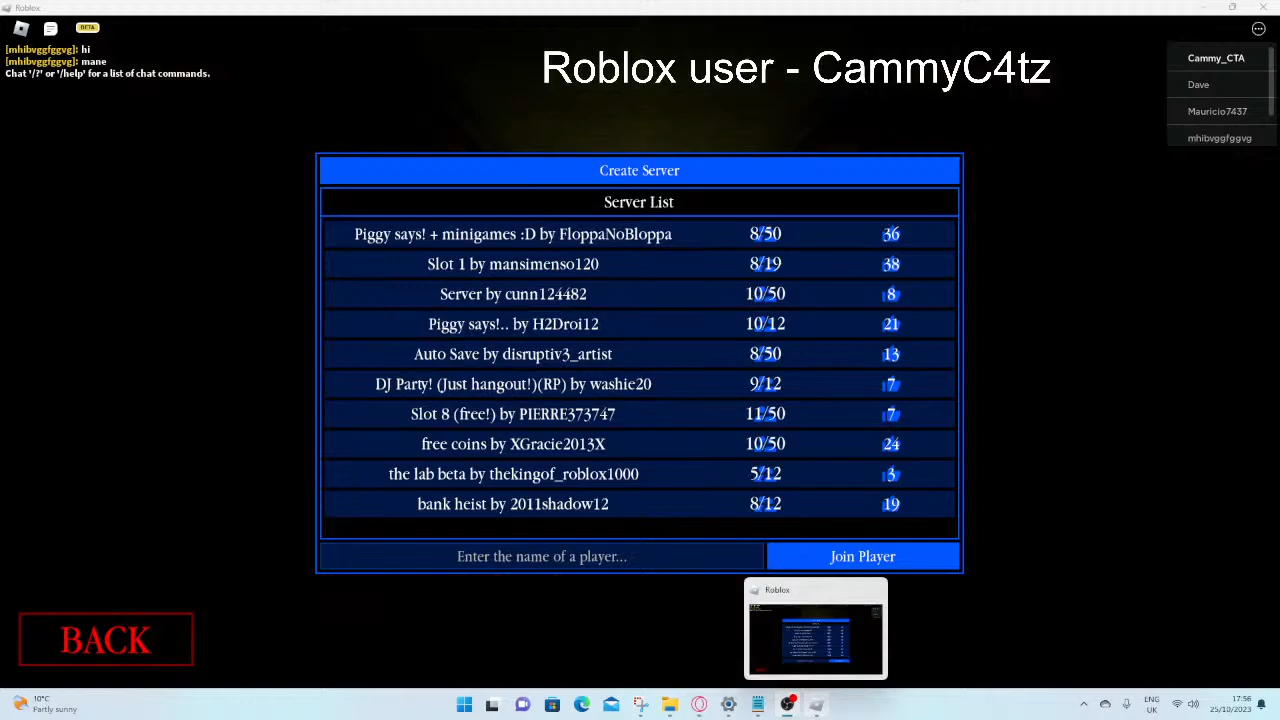 Roblox
BETA
[mhibvggfggvg]: hi
[mhibvggfggvg]: mane
Chat '/?' or '/help' for a list of chat commands.
Roblox user - CammyC4tz
Cammy_CTA
Dave
Mauricio7437
mhibvggfggvg
Create Server
Server List
Piggy says! + minigames :D by FloppaNoBloppa 8/50 36
Slot 1 by mansimenso120 8/19 38
Server by cunn124482 10/50 8
Piggy says!.. by H2Droi12 10/12 21
Auto Save by disruptiv3_artist 8/50 13
DJ Party! (Just hangout!)(RP) by washie20 9/12 7
Slot 8 (free!) by PIERRE373747 11/50 7
free coins by XGracie2013X 10/50 24
the lab beta by thekingof_roblox1000 5/12 3
bank heist by 2011shadow12 8/12 19
Enter the name of a player... Join Player
Roblox
BACK
10°C
Partly sunny
ENG
UK
17:56
25/10/2023